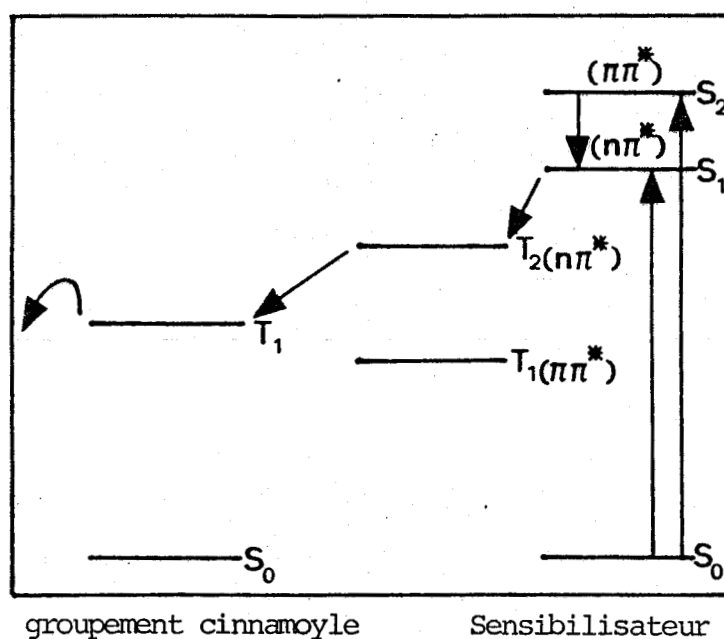 (ππ*)
S2
(nπ*)
S1
T2(nπ*)
T1
T1(ππ*)
S0
S0
groupement cinnamoyle
Sensibilisateur